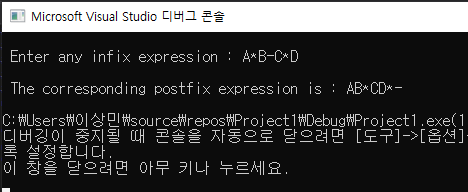 Microsoft Visual Studio 디버그 콘솔
Enter any infix expression : A*B-C*D
The corresponding postfix expression is : AB*CD*-
C:\Users\이상민\source\repos\Project1\Debug\Project1.exe(1
디버깅이 중지될 때 콘솔을 자동으로 닫으려면 [도구]->[옵션]
록 설정합니다.
이 창을 닫으려면 아무 키나 누르세요.